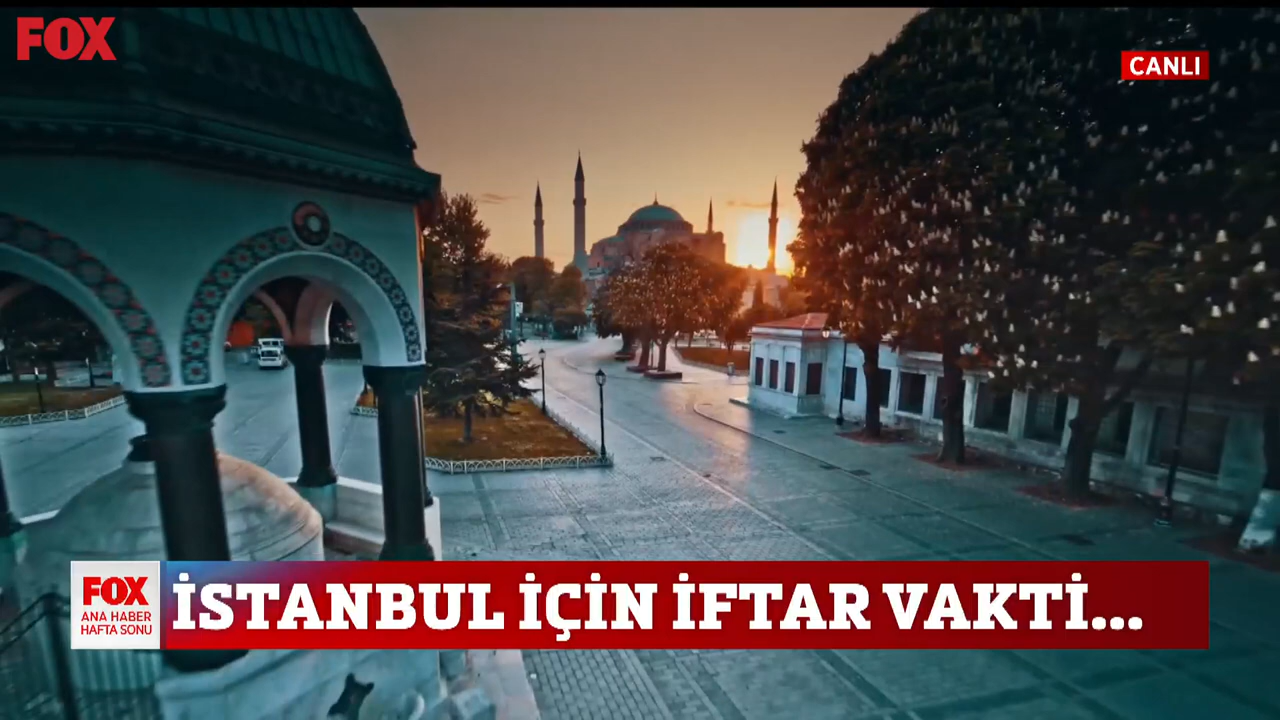 FOX
CANLI
FOX
ANA HABER
HAFTA SONU
İSTANBUL İÇİN İFTAR VAKTİ...